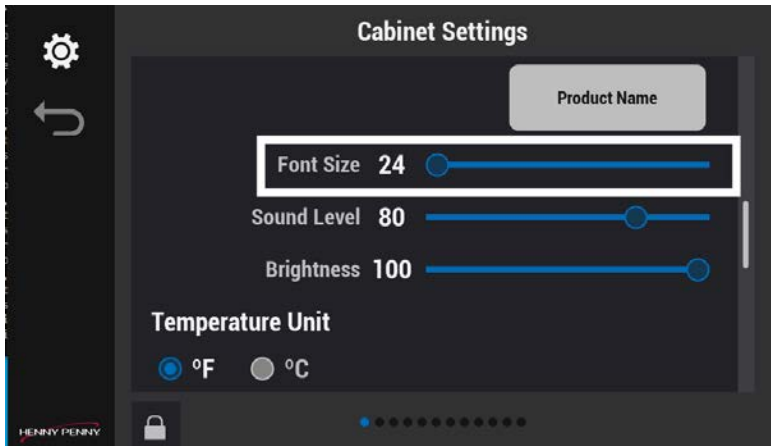 Cabinet Settings
Product Name
Font Size 24
Sound Level 80
Brightness 100
Temperature Unit
°F °C
HENNY PENNY